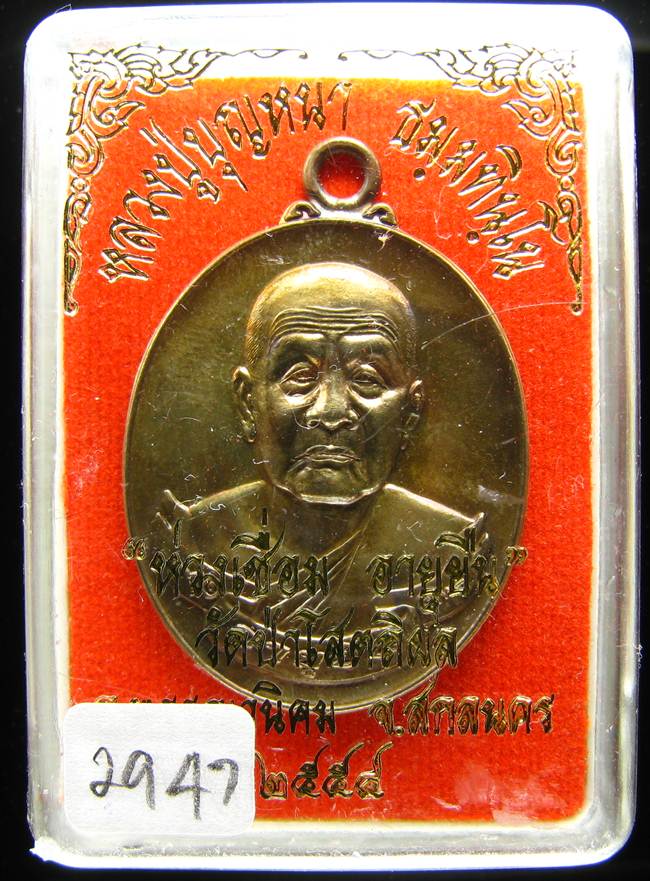 หลวงปู่บุญหนา ธมฺมทินฺโน
“ห่วงเชื่อม อายุยืน”
วัดป่าโสตถิผล
จ.สกลนคร
๒๕๕๔
2947